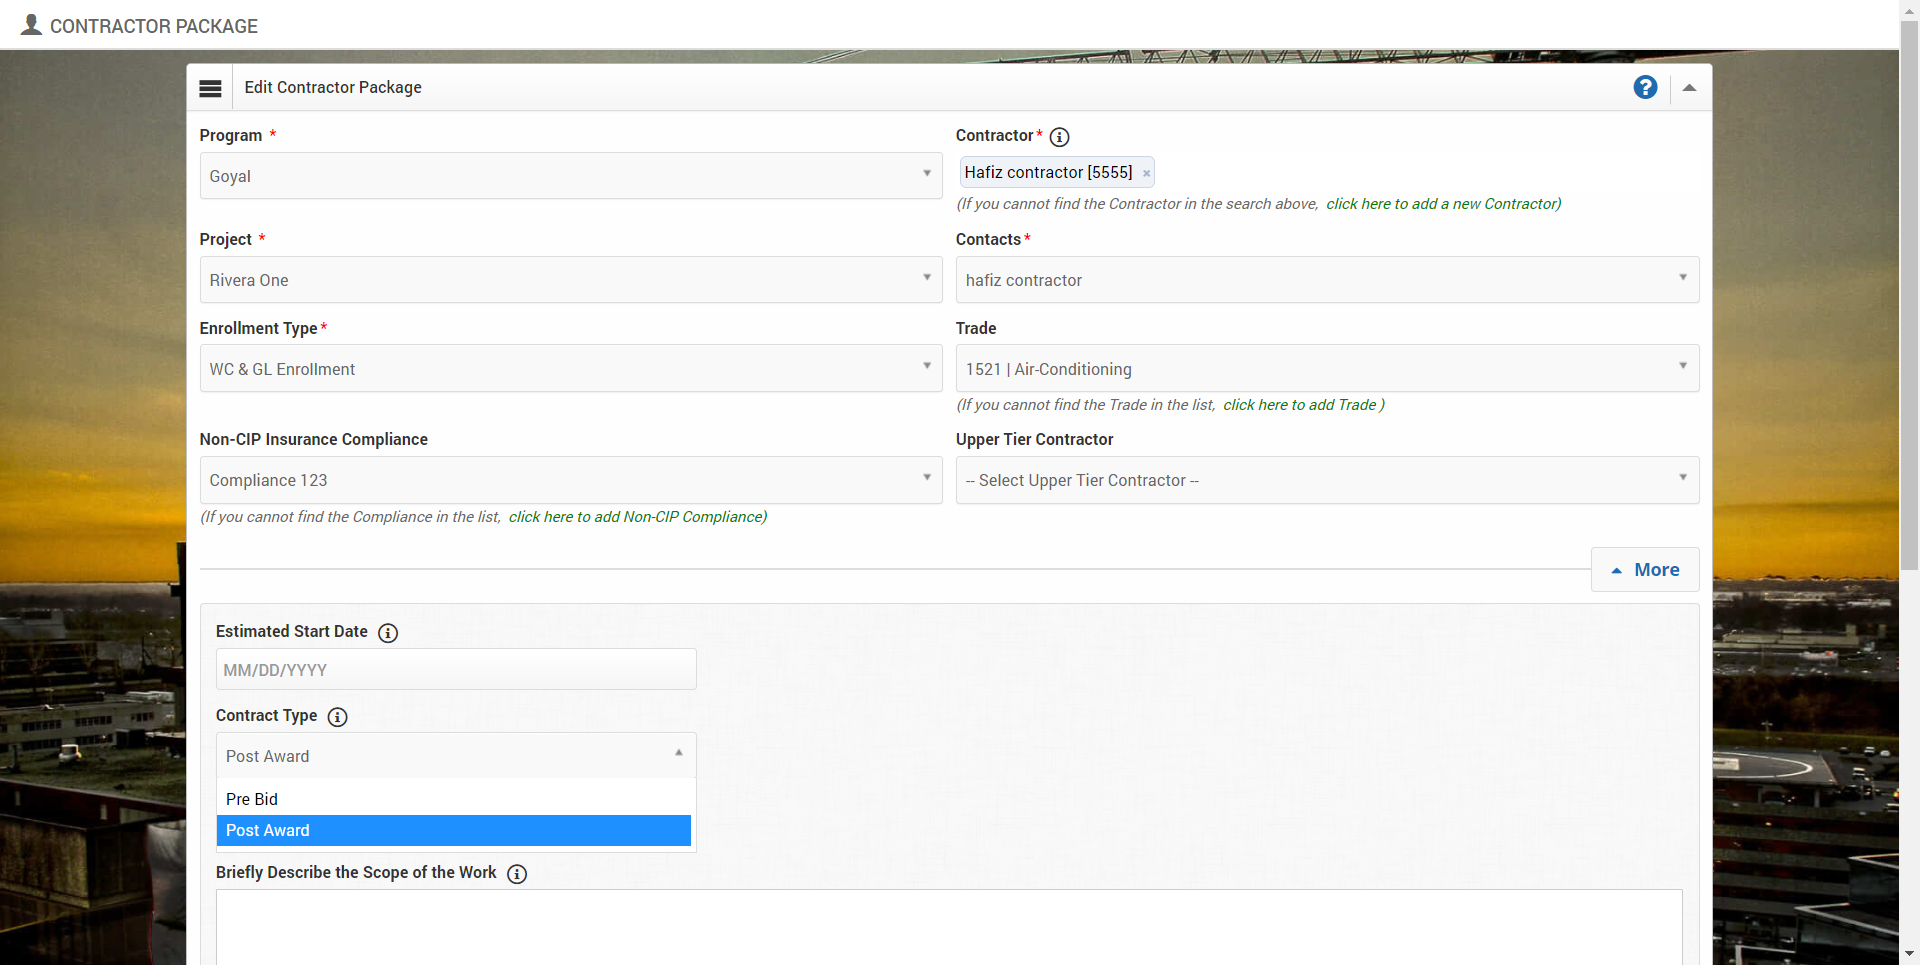 CONTRACTOR PACKAGE
Edit Contractor Package
?
Program *
Goyal
Contractor* i
Hafiz contractor [5555] ×
(If you cannot find the Contractor in the search above, click here to add a new Contractor)
Project *
Rivera One
Contacts*
hafiz contractor
Enrollment Type*
WC & GL Enrollment
Trade
1521 | Air-Conditioning
(If you cannot find the Trade in the list, click here to add Trade )
Non-CIP Insurance Compliance
Compliance 123
(If you cannot find the Compliance in the list, click here to add Non-CIP Compliance)
Upper Tier Contractor
-- Select Upper Tier Contractor --
More
Estimated Start Date i
MM/DD/YYYY
Contract Type i
Post Award
Pre Bid
Post Award
Briefly Describe the Scope of the Work i